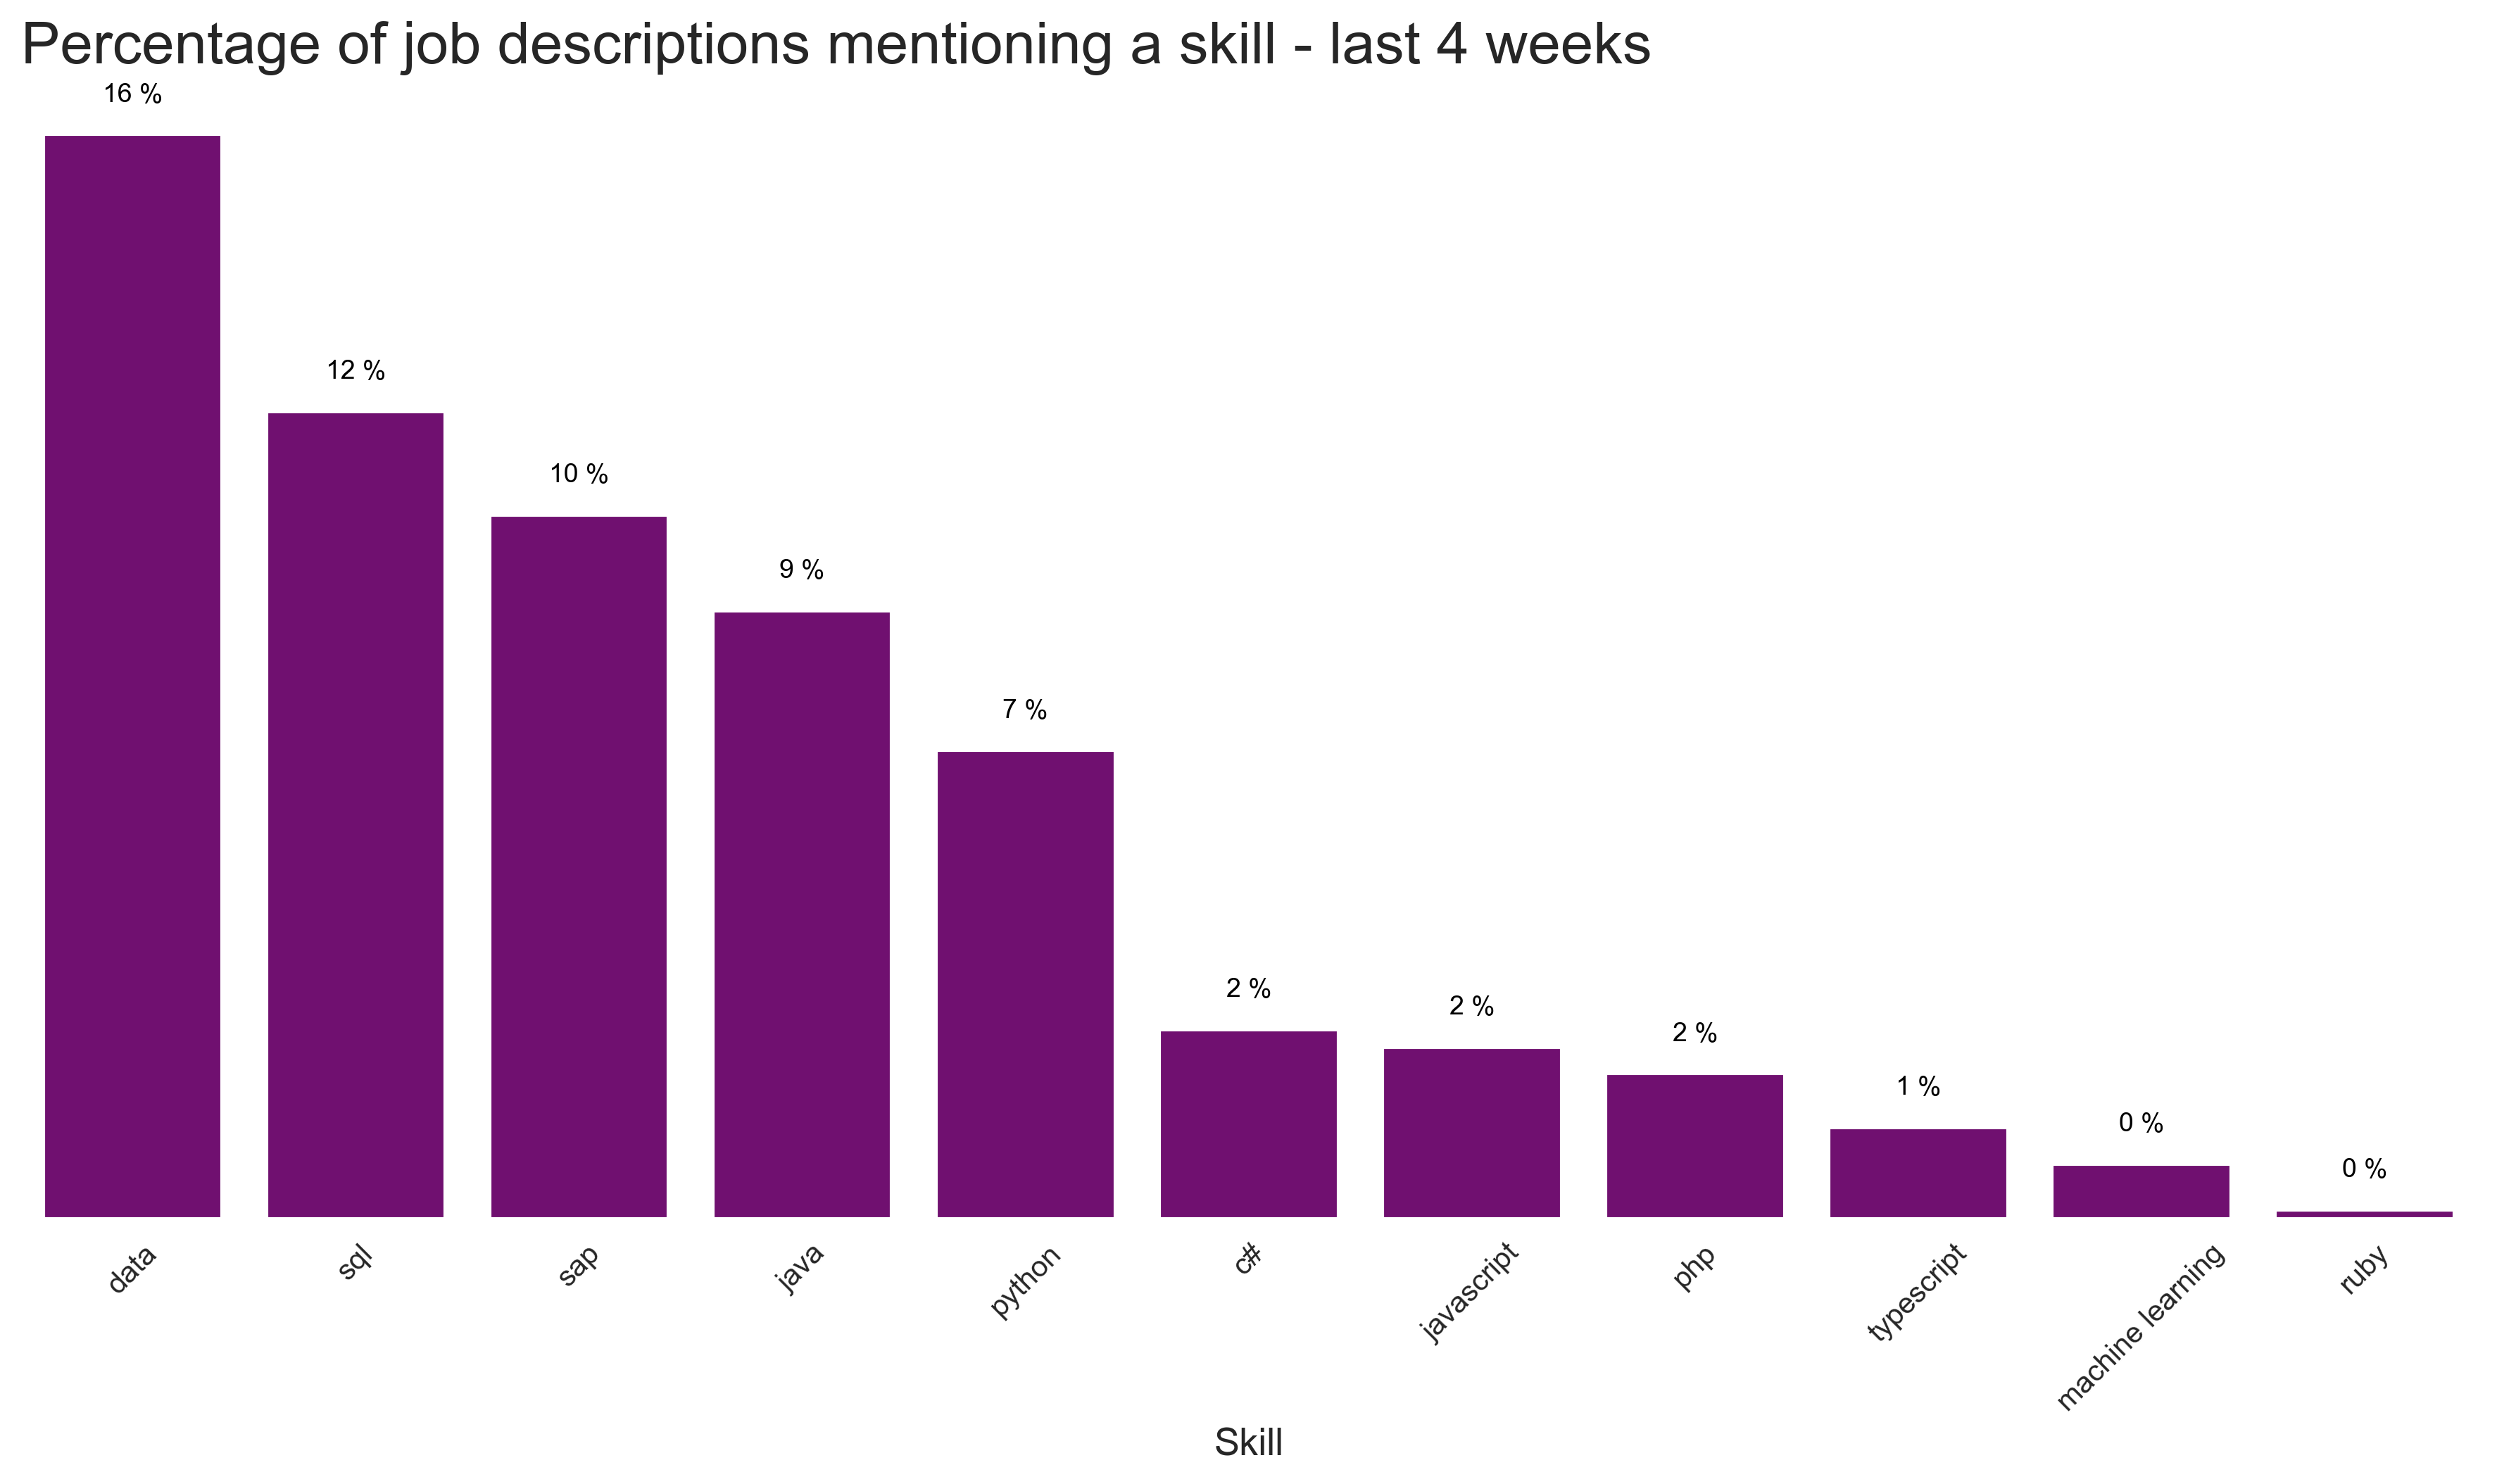 Percentage of job descriptions mentioning a skill - last 4 weeks
16 %
12 %
10 %
9 %
7 %
2 %
2 %
2 %
1 %
0 %
0 %
data
sql
sap
java
python
c#
javascript
php
typescript
machine learning
ruby
Skill